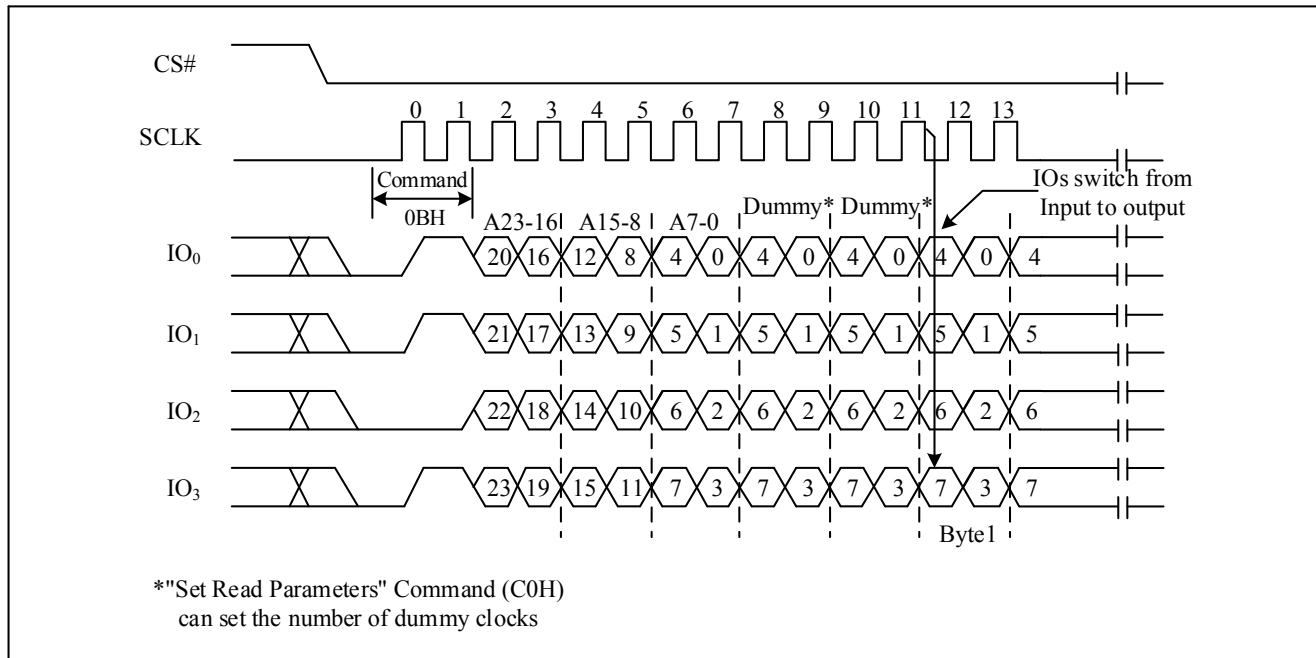 CS#
0 1 2 3 4 5 6 7 8 9 10 11 12 13
SCLK
Command
0BH
IOs switch from
Input to output
Dummy* Dummy*
A23-16 A15-8 A7-0
IO0 20 16 12 8 4 0 4 0 4 0 4 0 4
IO1 21 17 13 9 5 1 5 1 5 1 5 1 5
IO2 22 18 14 10 6 2 6 2 6 2 6 2 6
IO3 23 19 15 11 7 3 7 3 7 3 7 3 7
Byte1
*"Set Read Parameters" Command (C0H)
can set the number of dummy clocks